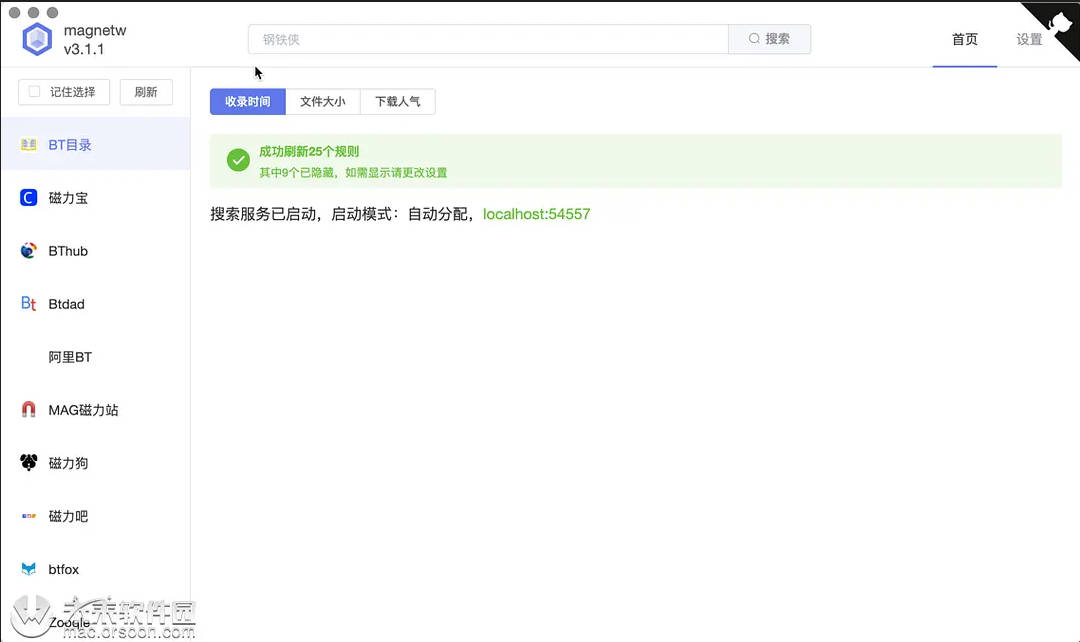 magnetw
v3.1.1
钢铁侠
搜索
首页
设置
记住选择
刷新
收录时间
文件大小
下载人气
成功刷新25个规则
其中9个已隐藏，如需显示请更改设置
搜索服务已启动，启动模式：自动分配，localhost:54557
BT目录
C 磁力宝
BThub
Bt Btdad
阿里BT
MAG磁力站
磁力狗
磁力吧
btfox
Zooqle
未来软件园
mac.orsoon.com